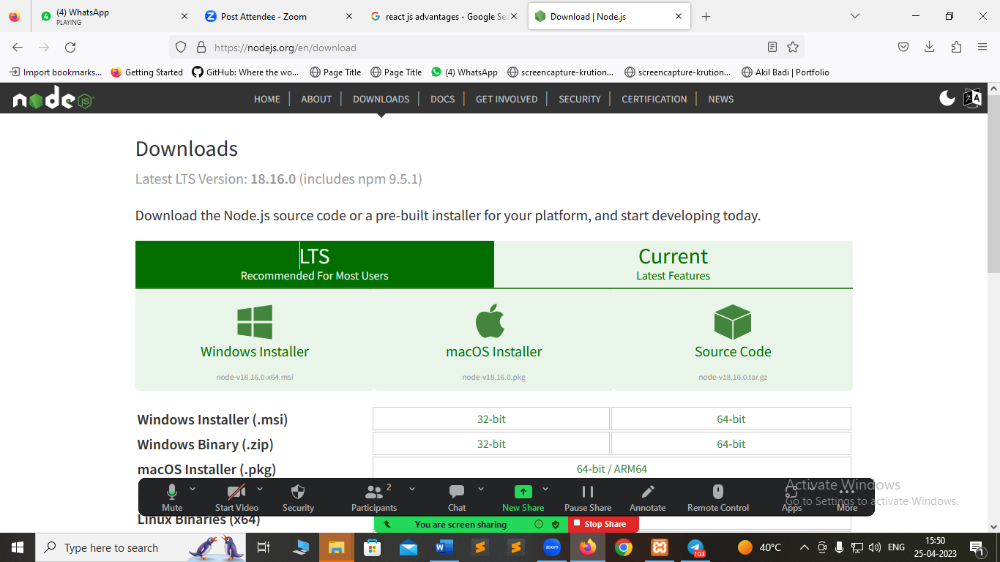 (4) WhatsApp
PLAYING
Post Attendee - Zoom
react js advantages - Google Sea
Download | Node.js
https://nodejs.org/en/download
Import bookmarks...
Getting Started
GitHub: Where the wo...
Page Title
Page Title
(4) WhatsApp
screencapture-krution...
screencapture-krution...
Akil Badi | Portfolio
node JS
HOME
ABOUT
DOWNLOADS
DOCS
GET INVOLVED
SECURITY
CERTIFICATION
NEWS
Downloads
Latest LTS Version: 18.16.0 (includes npm 9.5.1)
Download the Node.js source code or a pre-built installer for your platform, and start developing today.
LTS
Recommended For Most Users
Current
Latest Features
Windows Installer
node-v18.16.0-x64.msi
macOS Installer
node-v18.16.0.pkg
Source Code
node-v18.16.0.tar.gz
Windows Installer (.msi)
32-bit
64-bit
Windows Binary (.zip)
32-bit
64-bit
macOS Installer (.pkg)
64-bit / ARM64
2
Mute
Start Video
Security
Participants
Chat
New Share
Pause Share
Annotate
Remote Control
Apps
More
Activate Windows
Go to Settings to activate Windows.
Linux Binaries (x64)
You are screen sharing
Stop Share
Type here to search
zoom
103
40°C
ENG
15:50
25-04-2023
1